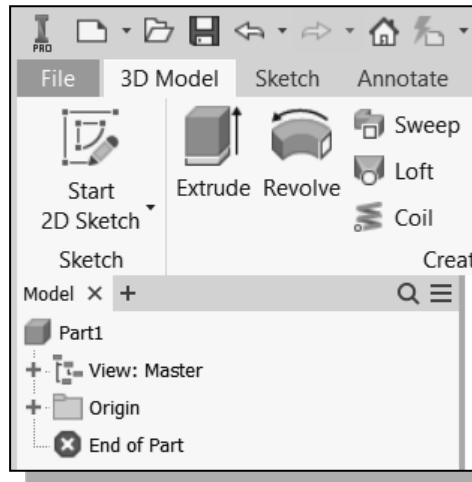 I PRO
File 3D Model Sketch Annotate
Start
2D Sketch
Extrude Revolve
Sweep
Loft
Coil
Sketch
Creat
Model × +
Part1
View: Master
Origin
End of Part